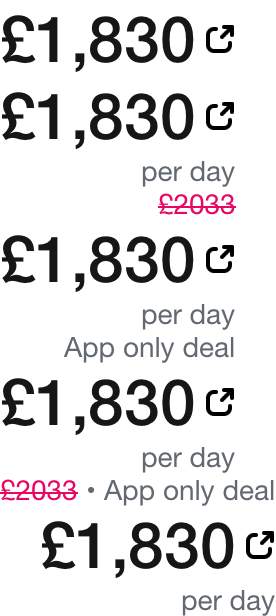 £1,830
£1,830
per day
£2033
£1,830
per day
App only deal
£1,830
per day
£2033 • App only deal
£1,830
per day